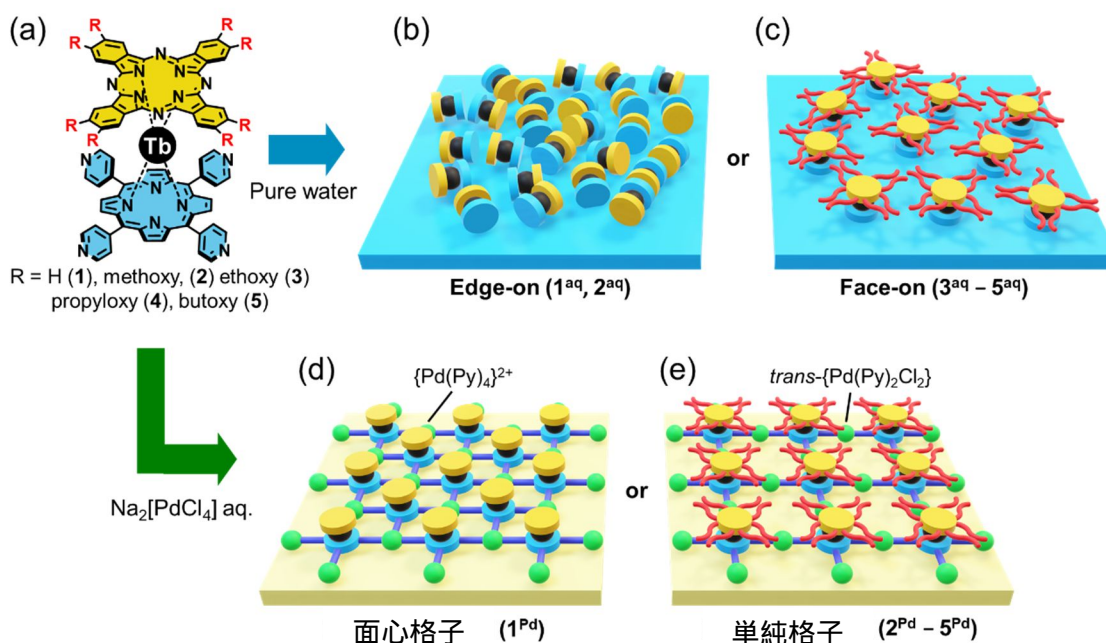 (a)
R
R
R
R
N
N
N
N
N
N
N
N
R
R
R
R
Tb
N
N
N
N
N
N
N
N
R = H (1), methoxy, (2) ethoxy (3)
propyloxy (4), butoxy (5)
Pure water
(b)
Edge-on (1aq, 2aq)
or
(c)
Face-on (3aq – 5aq)
Na2[PdCl4] aq.
(d)
{Pd(Py)4}2+
面心格子 (1Pd)
or
(e)
trans-{Pd(Py)2Cl2}
単純格子 (2Pd – 5Pd)